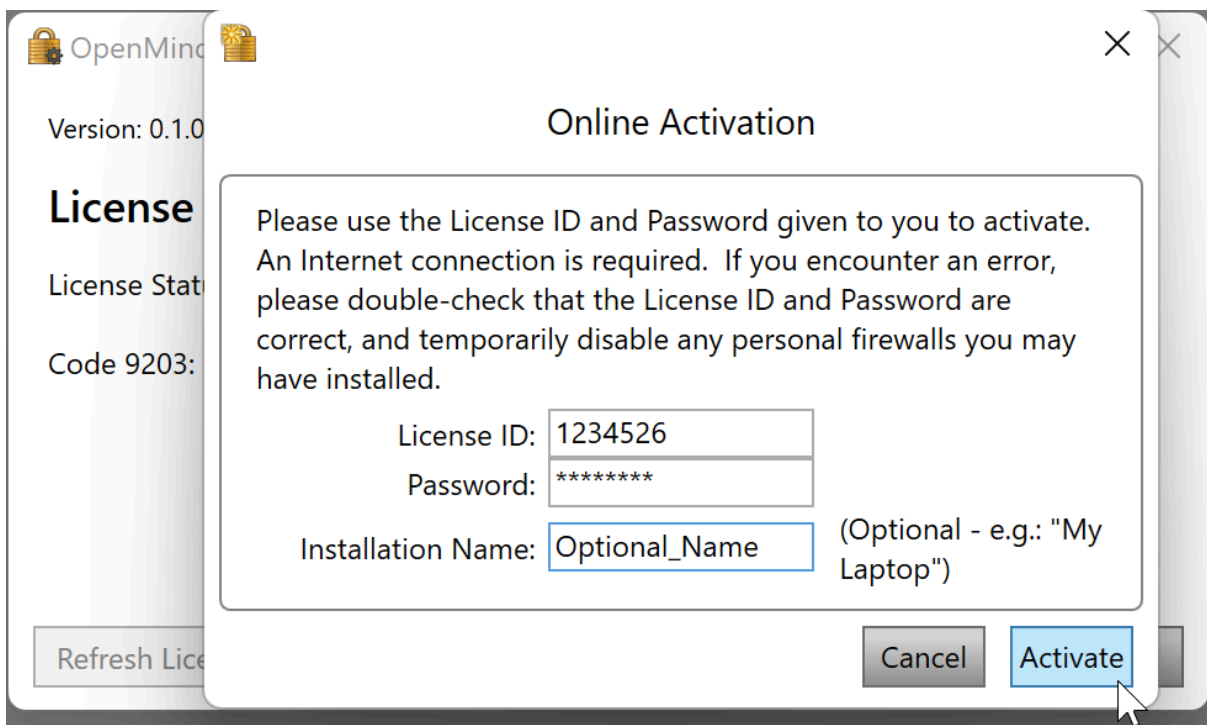 OpenMind
Version: 0.1.0
Online Activation
License
License Stat
Code 9203:
Please use the License ID and Password given to you to activate.
An Internet connection is required.  If you encounter an error,
please double-check that the License ID and Password are
correct, and temporarily disable any personal firewalls you may
have installed.
License ID: 1234526
Password: ********
Installation Name: Optional_Name (Optional - e.g.: "My
Laptop")
Refresh Lice
Cancel
Activate